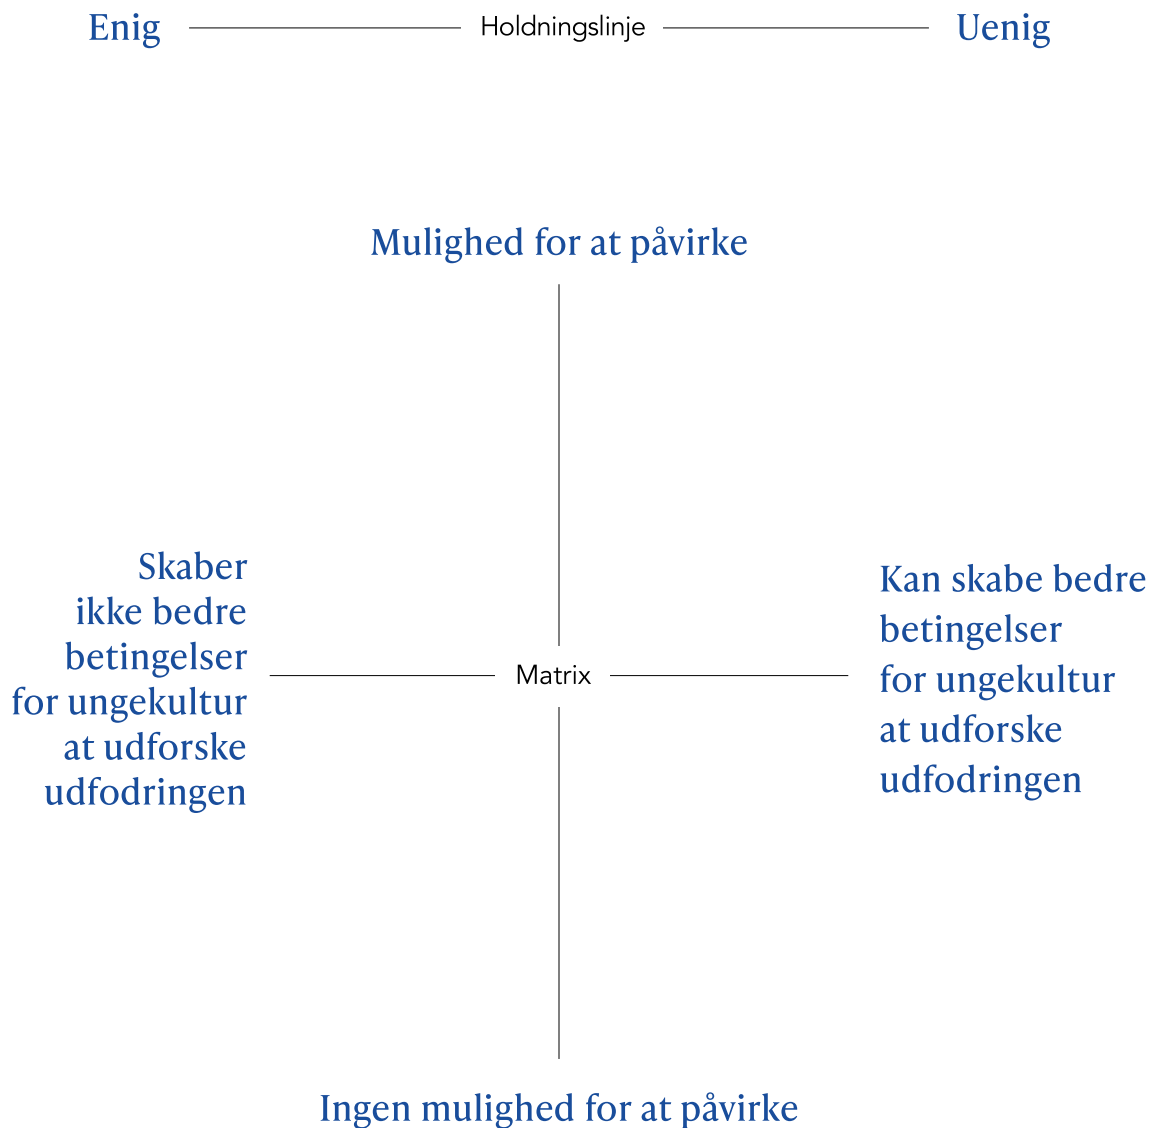 Enig Holdningslinje Uenig
Mulighed for at påvirke
Skaber
ikke bedre
betingelser
for ungekultur
at udforske
udfodringen
Matrix
Kan skabe bedre
betingelser
for ungekultur
at udforske
udfodringen
Ingen mulighed for at påvirke